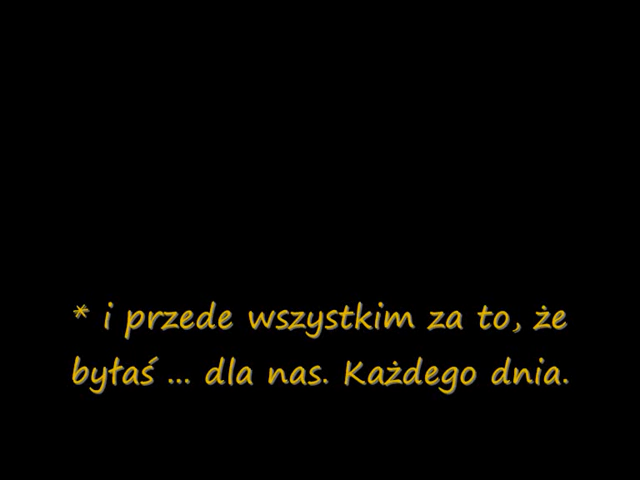 * i przede wszystkim za to, że
byłaś ... dla nas. Każdego dnia.